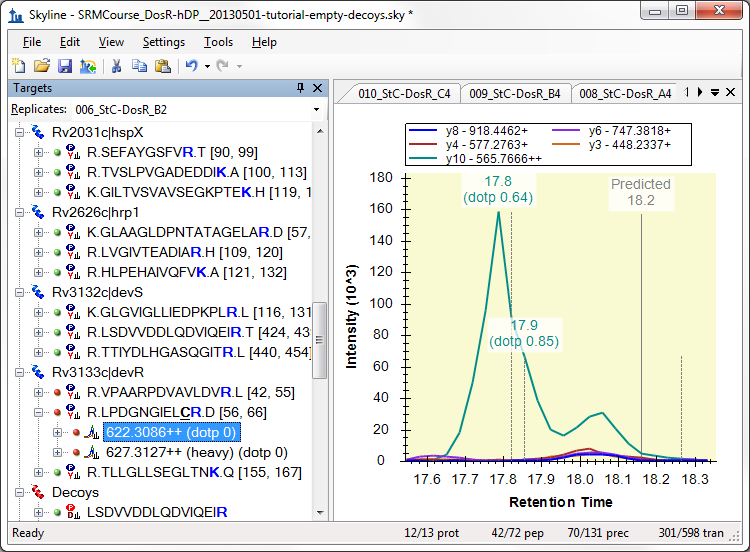 Skyline - SRMCourse_DosR-hDP__20130501-tutorial-empty-decoys.sky *
File Edit View Settings Tools Help
Targets
Replicates: 006_StC-DosR_B2
Rv2031c|hspX
R.SEFAYGSFVR.T [90, 99]
R.TVSLPVGADEDDIK.A [100, 113]
K.GILTVSVAVSEGKPTEK.H [119, 1
Rv2626c|hrp1
K.GLAAGLDPNTATAGELAR.D [57,
R.LVGIVTEADIAR.H [109, 120]
R.HLPEHAIVQFVK.A [121, 132]
Rv3132c|devS
K.GLGVIGLLIEDPKPLR.L [116, 131
R.LSDVVDDLQDVIQEIR.T [424, 43
R.TTIYDLHGASQGITR.L [440, 454]
Rv3133c|devR
R.VPAARPDVAVLDVR.L [42, 55]
R.LPDGNGIELCR.D [56, 66]
622.3086++ (dotp 0)
627.3127++ (heavy) (dotp 0)
R.TLLGLLSEGLTNK.Q [155, 167]
Decoys
LSDVVDDLQDVIQEIR
010_StC-DosR_C4 009_StC-DosR_B4 008_StC-DosR_A4 1
y8 - 918.4462+ y6 - 747.3818+
y4 - 577.2763+ y3 - 448.2337+
y10 - 565.7666++
17.8
(dotp 0.64)
Predicted
18.2
17.9
(dotp 0.85)
Intensity (10^3)
180
160
140
120
100
80
60
40
20
0
17.6 17.7 17.8 17.9 18.0 18.1 18.2 18.3
Retention Time
Ready 12/13 prot 42/72 pep 70/131 prec 301/598 tran